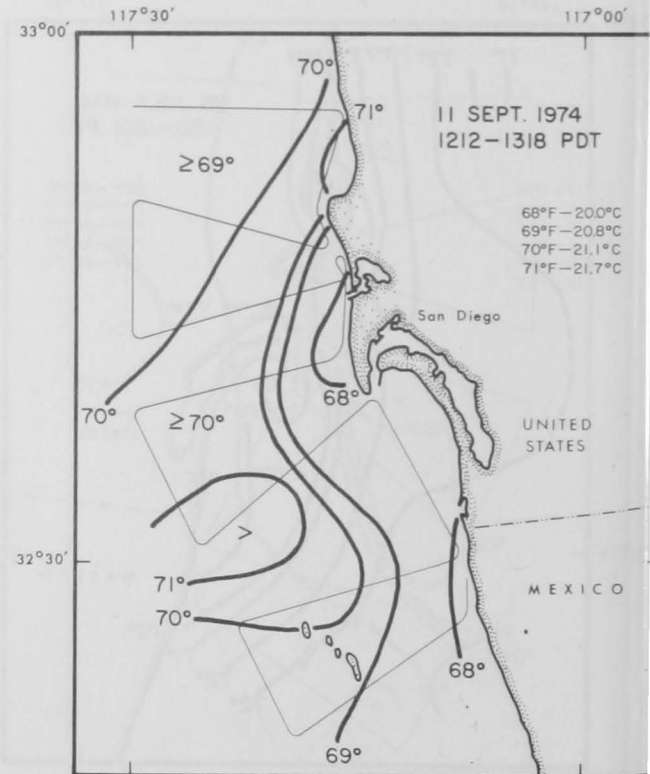 117°30' 117°00'
33°00'
70°
71°
11 SEPT. 1974
1212-1318 PDT
≥69°
68°F-20.0°C
69°F-20.8°C
70°F-21.1°C
71°F-21.7°C
San Diego
68°
70°
≥70°
UNITED
STATES
>
32°30'
71°
MEXICO
70°
68°
69°